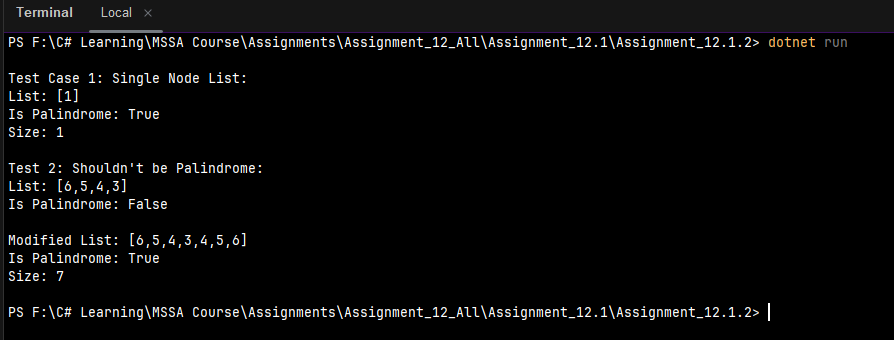 Terminal Local ×
PS F:\C# Learning\MSSA Course\Assignments\Assignment_12_All\Assignment_12.1\Assignment_12.1.2> dotnet run
Test Case 1: Single Node List:
List: [1]
Is Palindrome: True
Size: 1
Test 2: Shouldn't be Palindrome:
List: [6,5,4,3]
Is Palindrome: False
Modified List: [6,5,4,3,4,5,6]
Is Palindrome: True
Size: 7
PS F:\C# Learning\MSSA Course\Assignments\Assignment_12_All\Assignment_12.1\Assignment_12.1.2>